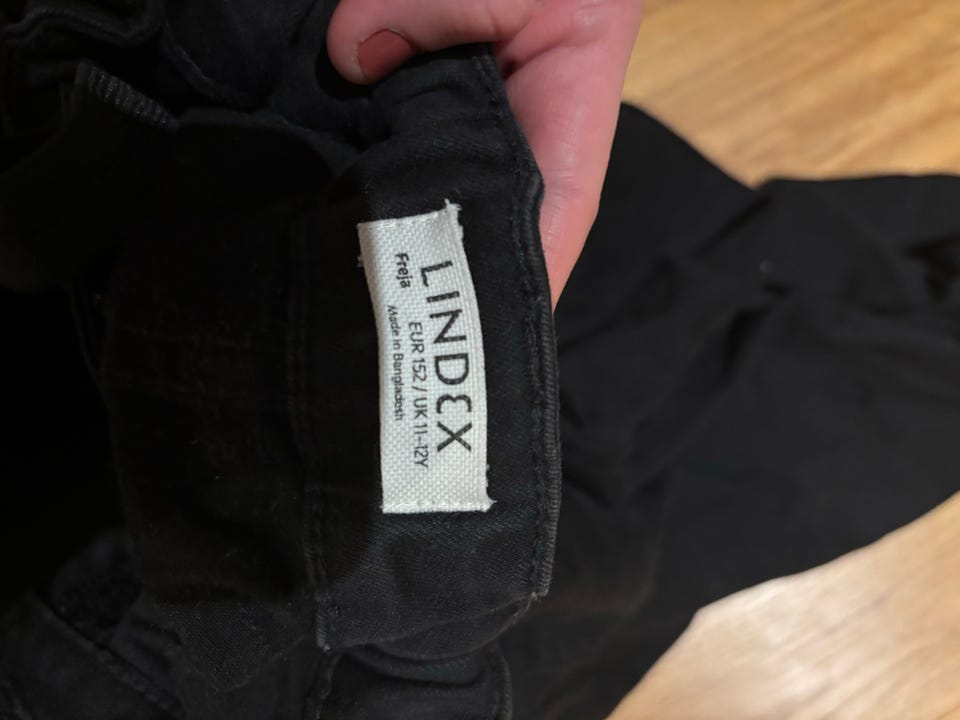 LINDEX
EUR 152 / UK 11-12Y
Freja
Made in Bangladesh